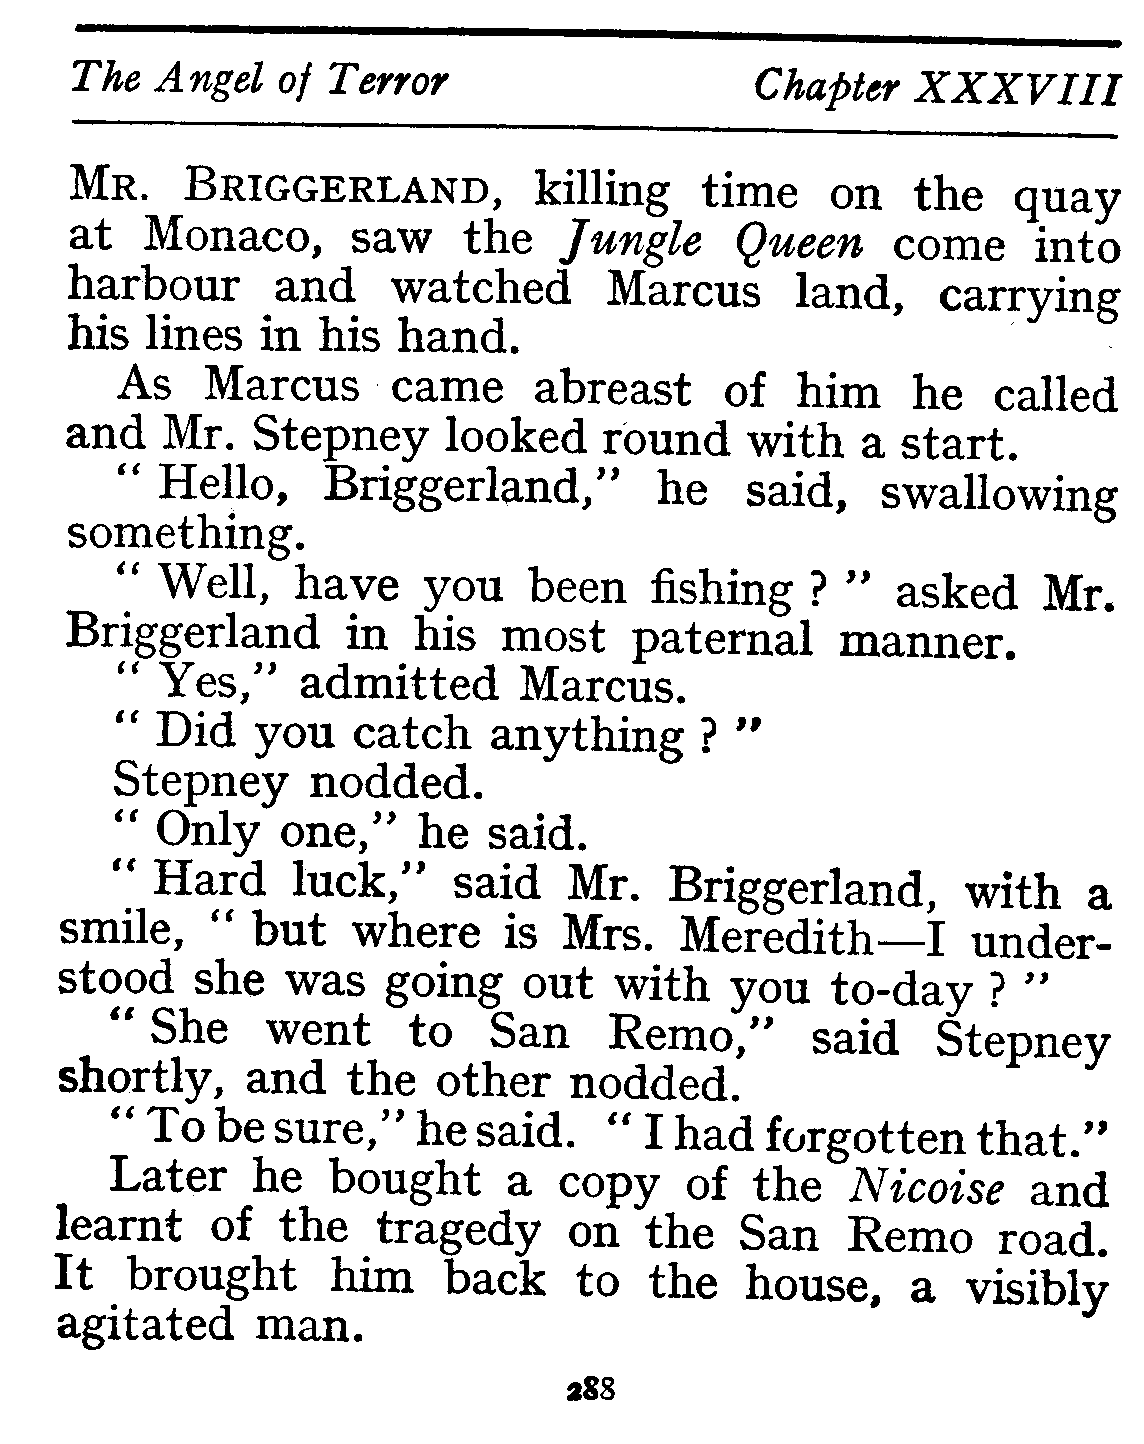 The Angel of Terror Chapter XXXVIII
MR. BRIGGERLAND, killing time on the quay
at Monaco, saw the Jungle Queen come into
harbour and watched Marcus land, carrying
his lines in his hand.
As Marcus came abreast of him he called
and Mr. Stepney looked round with a start.
“ Hello, Briggerland,” he said, swallowing
something.
“ Well, have you been fishing ? ” asked Mr.
Briggerland in his most paternal manner.
“ Yes,” admitted Marcus.
“ Did you catch anything ? ”
Stepney nodded.
“ Only one,” he said.
“ Hard luck,” said Mr. Briggerland, with a
smile, “ but where is Mrs. Meredith—I under-
stood she was going out with you to-day ? ”
“ She went to San Remo,” said Stepney
shortly, and the other nodded.
“ To be sure,” he said. “ I had forgotten that.”
Later he bought a copy of the Nicoise and
learnt of the tragedy on the San Remo road.
It brought him back to the house, a visibly
agitated man.
288